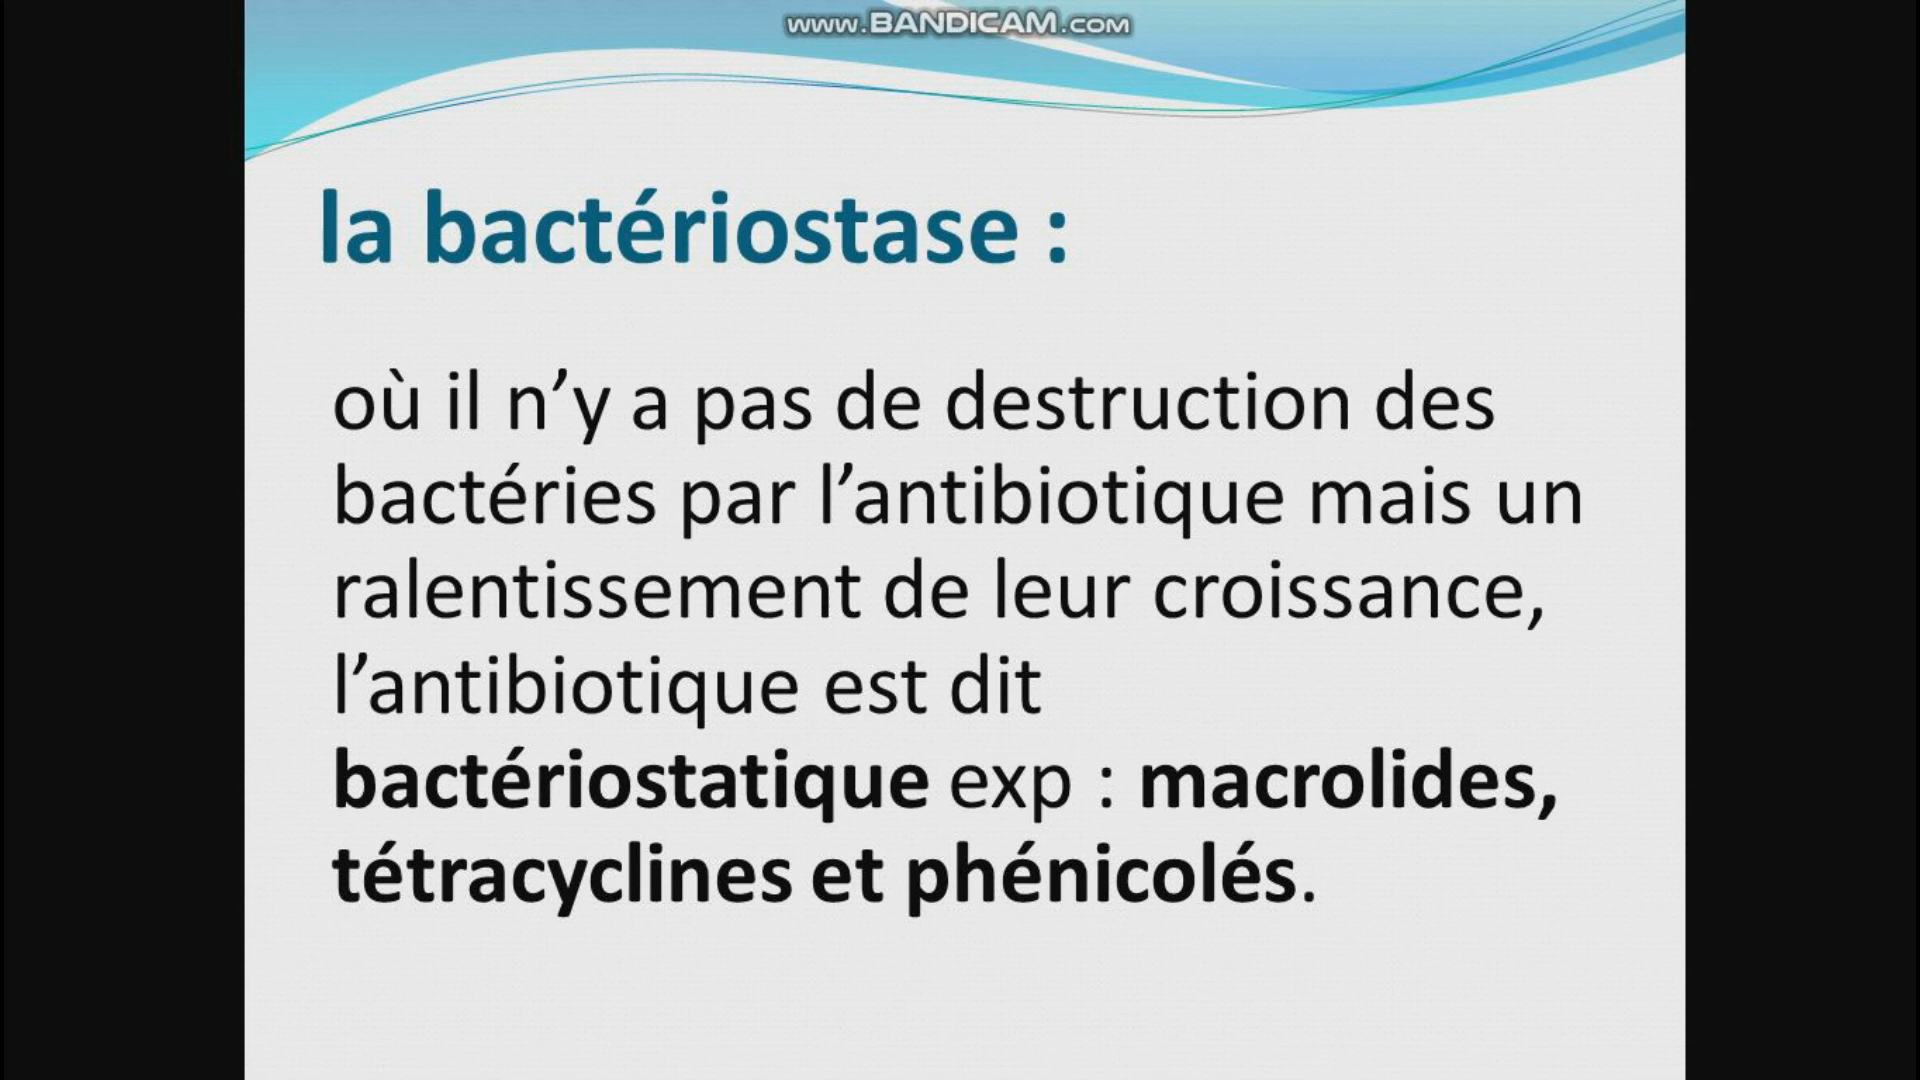 www.BANDICAM.com
la bactériostase :
où il n’y a pas de destruction des
bactéries par l’antibiotique mais un
ralentissement de leur croissance,
l’antibiotique est dit
bactériostatique exp : macrolides,
tétracyclines et phénicolés.